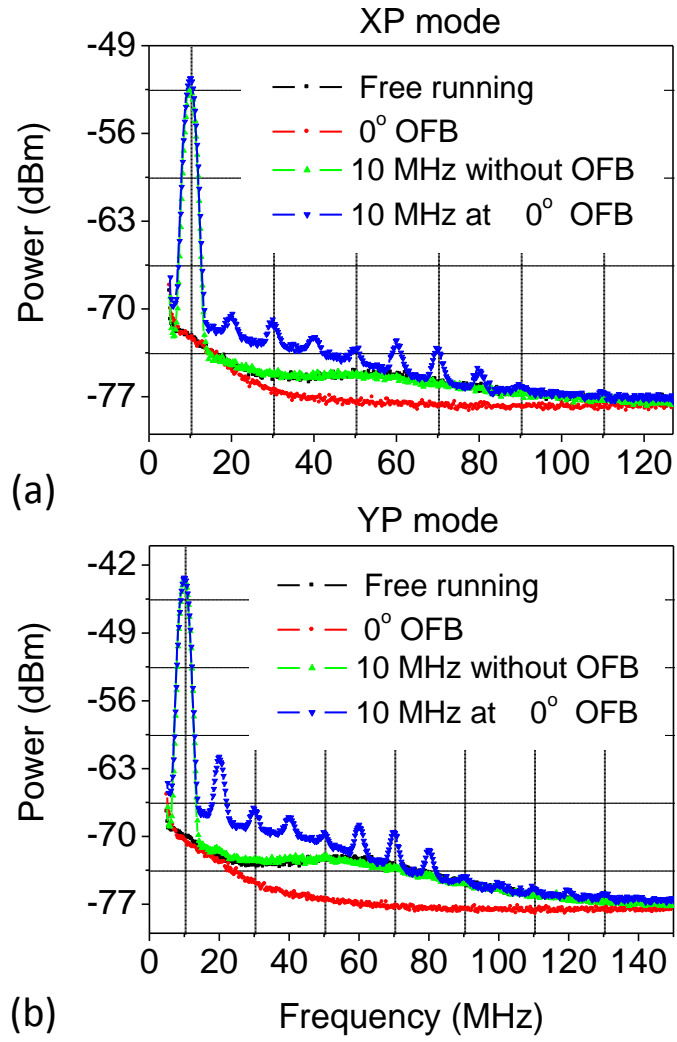 XP mode
-49
-56
-63
-70
-77
Power (dBm)
Free running
0° OFB
10 MHz without OFB
10 MHz at 0° OFB
0 20 40 60 80 100 120
(a)
YP mode
-42
-49
-56
-63
-70
-77
Power (dBm)
Free running
0° OFB
10 MHz without OFB
10 MHz at 0° OFB
0 20 40 60 80 100 120 140
(b)
Frequency (MHz)